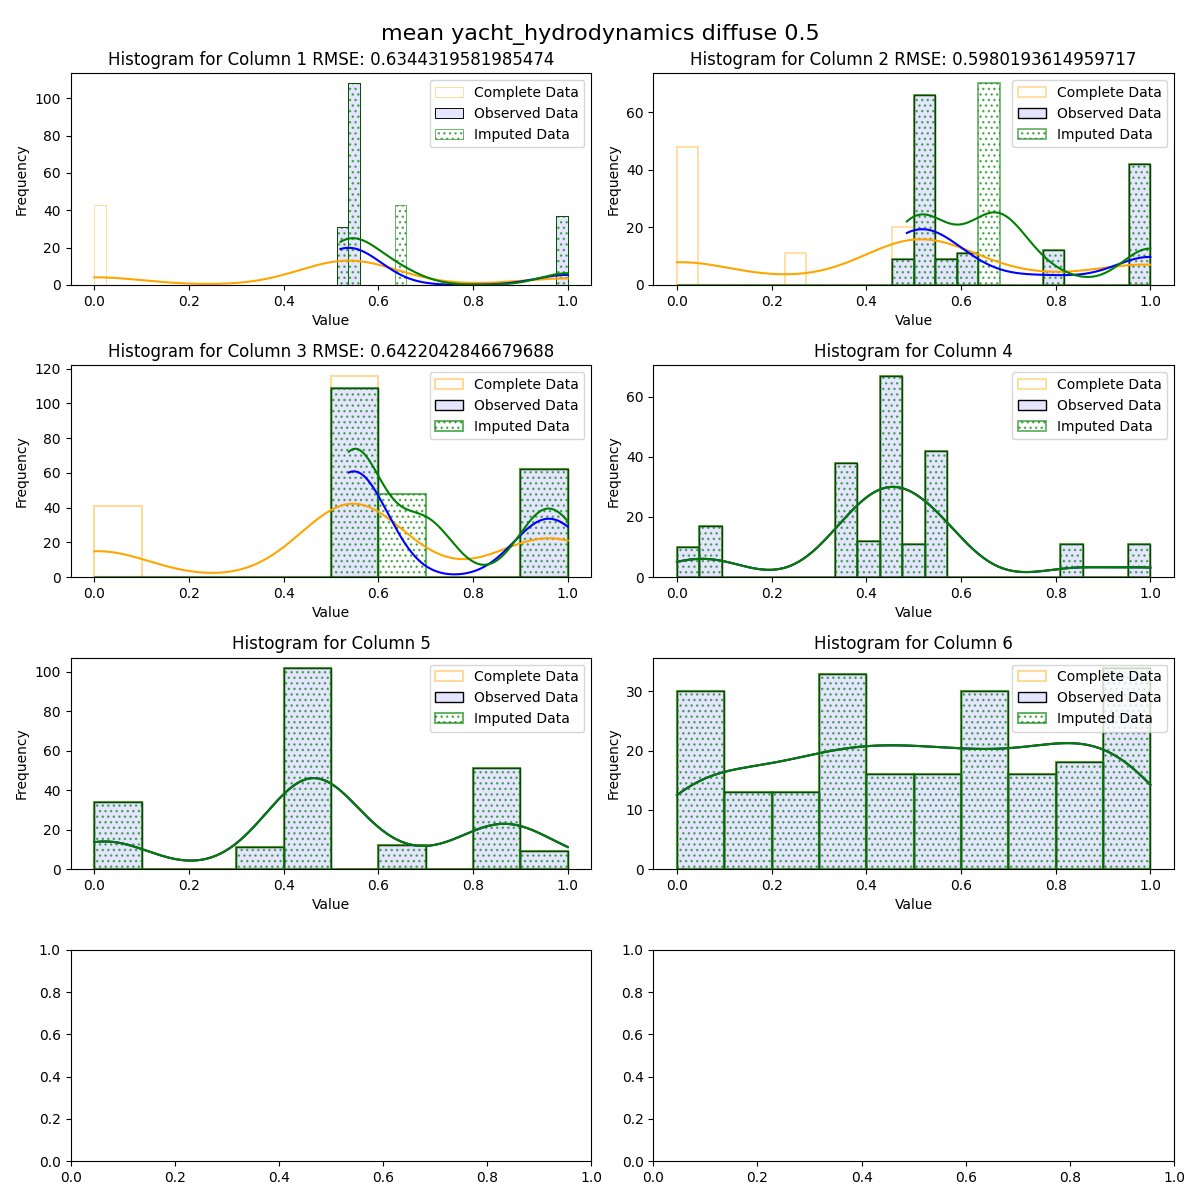 mean yacht_hydrodynamics diffuse 0.5
Histogram for Column 1 RMSE: 0.6344319581985474
Frequency
100
80
60
40
20
0
Complete Data
Observed Data
Imputed Data
0.0 0.2 0.4 0.6 0.8 1.0
Value
Histogram for Column 2 RMSE: 0.5980193614959717
Frequency
60
40
20
0
Complete Data
Observed Data
Imputed Data
0.0 0.2 0.4 0.6 0.8 1.0
Value
Histogram for Column 3 RMSE: 0.6422042846679688
Frequency
120
100
80
60
40
20
0
Complete Data
Observed Data
Imputed Data
0.0 0.2 0.4 0.6 0.8 1.0
Value
Histogram for Column 4
Frequency
60
40
20
0
Complete Data
Observed Data
Imputed Data
0.0 0.2 0.4 0.6 0.8 1.0
Value
Histogram for Column 5
Frequency
100
80
60
40
20
0
Complete Data
Observed Data
Imputed Data
0.0 0.2 0.4 0.6 0.8 1.0
Value
Histogram for Column 6
Frequency
30
20
10
0
Complete Data
Observed Data
Imputed Data
0.0 0.2 0.4 0.6 0.8 1.0
Value
1.0
0.8
0.6
0.4
0.2
0.0
0.0 0.2 0.4 0.6 0.8 1.0
1.0
0.8
0.6
0.4
0.2
0.0
0.0 0.2 0.4 0.6 0.8 1.0